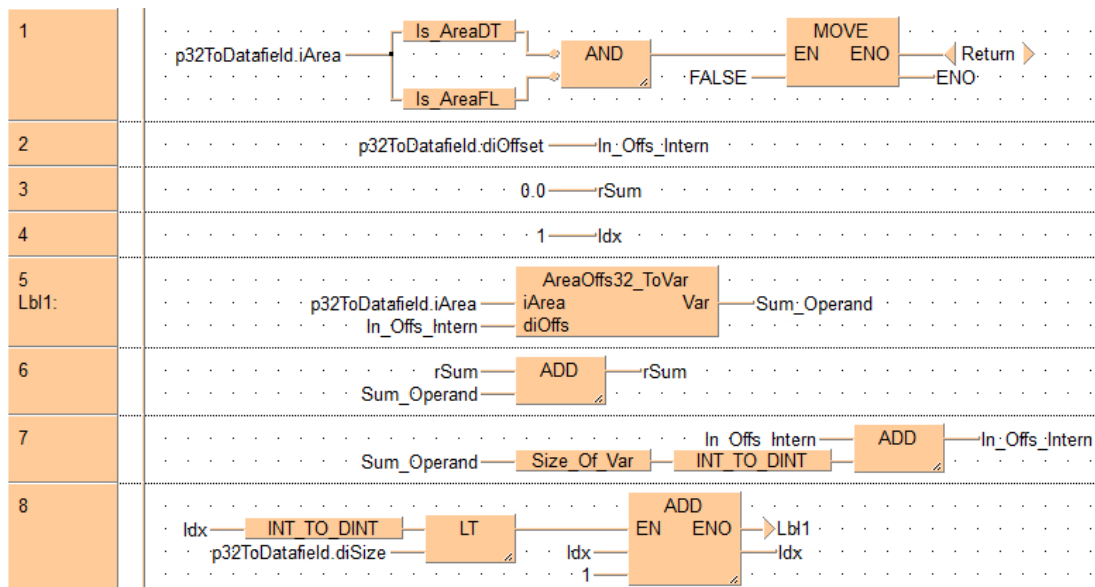 1
Is_AreaDT
MOVE
p32ToDatafield.iArea
AND
EN ENO
Return
FALSE
ENO
Is_AreaFL
2
p32ToDatafield.diOffset
In_Offs_Intern
3
0.0
rSum
4
1
Idx
5
AreaOffs32_ToVar
Lbl1:
p32ToDatafield.iArea
iArea
Var
Sum_Operand
In_Offs_Intern
diOffs
6
rSum
ADD
rSum
Sum_Operand
7
In_Offs_Intern
ADD
In_Offs_Intern
Sum_Operand
Size_Of_Var
INT_TO_DINT
8
ADD
Idx
INT_TO_DINT
LT
EN ENO
Lbl1
p32ToDatafield.diSize
Idx
Idx
1